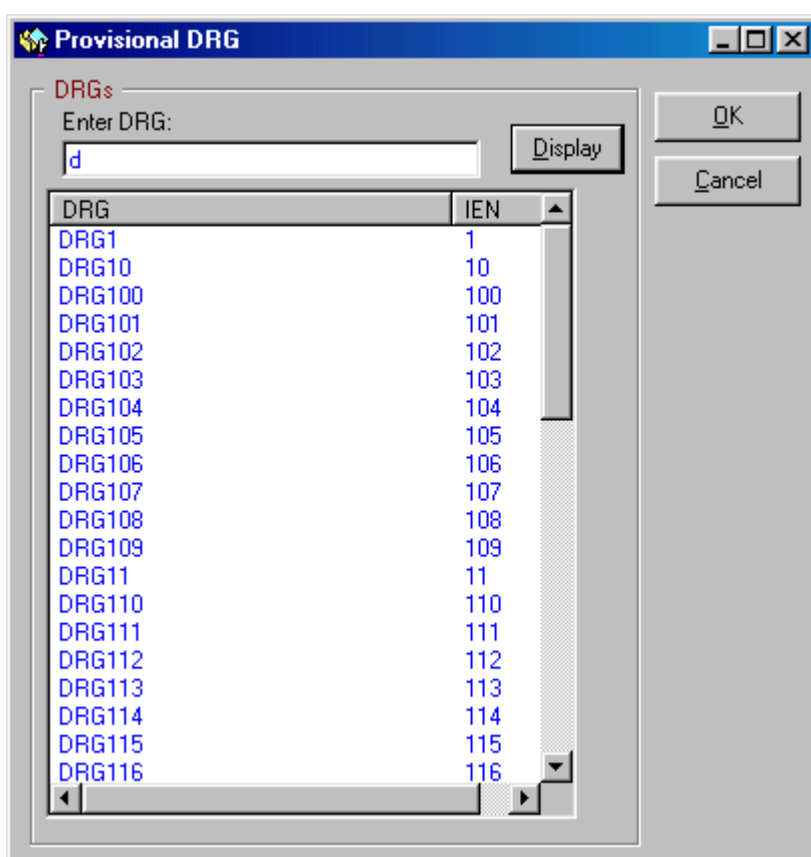 Provisional DRG
DRGs
Enter DRG:
d
Display
OK
Cancel
DRG IEN
DRG1 1
DRG10 10
DRG100 100
DRG101 101
DRG102 102
DRG103 103
DRG104 104
DRG105 105
DRG106 106
DRG107 107
DRG108 108
DRG109 109
DRG11 11
DRG110 110
DRG111 111
DRG112 112
DRG113 113
DRG114 114
DRG115 115
DRG116 116